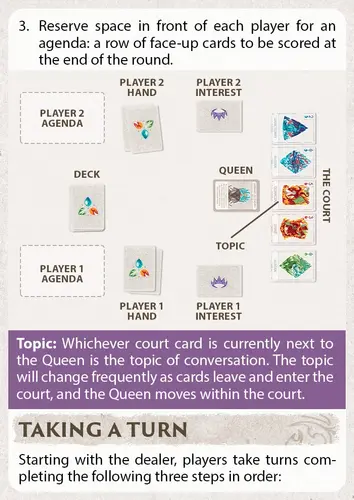 3. Reserve space in front of each player for an
agenda: a row of face-up cards to be scored at
the end of the round.
PLAYER 2
HAND
PLAYER 2
INTEREST
PLAYER 2
AGENDA
DECK
QUEEN
THE COURT
TOPIC
PLAYER 1
AGENDA
PLAYER 1
HAND
PLAYER 1
INTEREST
Topic: Whichever court card is currently next to
the Queen is the topic of conversation. The topic
will change frequently as cards leave and enter the
court, and the Queen moves within the court.
TAKING A TURN
Starting with the dealer, players take turns com-
pleting the following three steps in order: